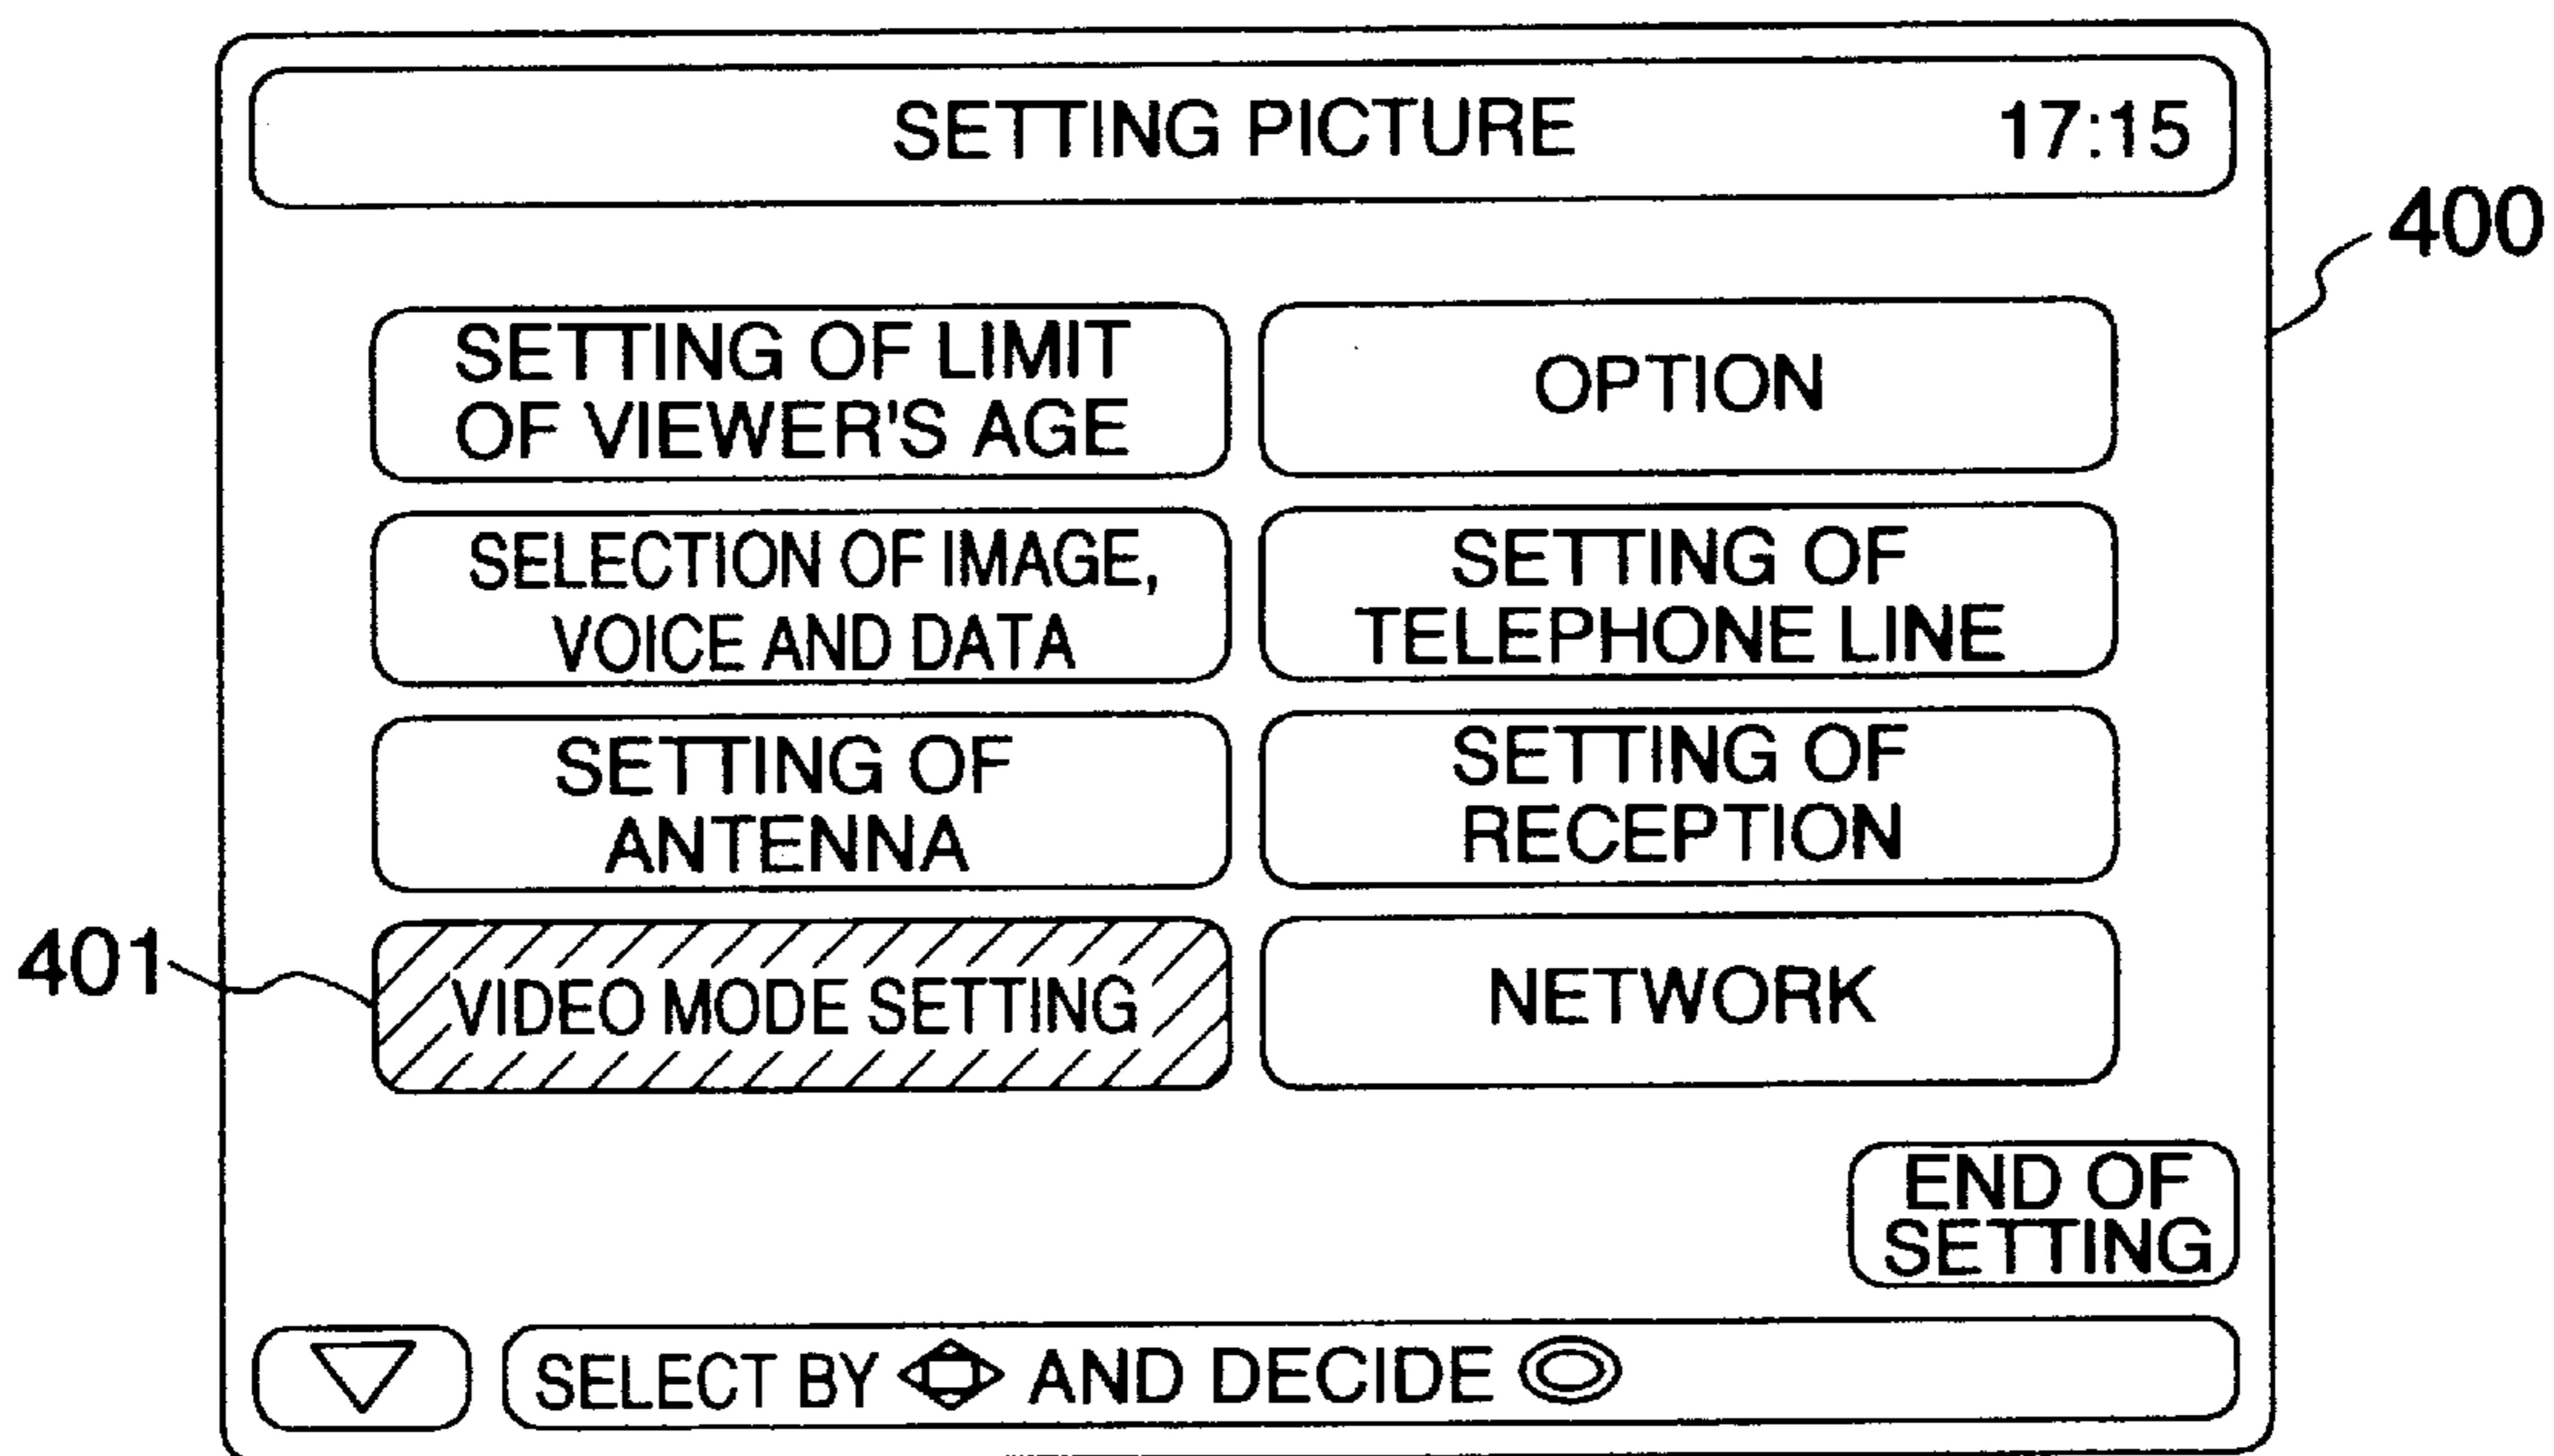 SETTING PICTURE 17:15
400
SETTING OF LIMIT
OF VIEWER'S AGE
OPTION
SELECTION OF IMAGE,
VOICE AND DATA
SETTING OF
TELEPHONE LINE
SETTING OF
ANTENNA
SETTING OF
RECEPTION
401
VIDEO MODE SETTING
NETWORK
END OF
SETTING
SELECT BY AND DECIDE